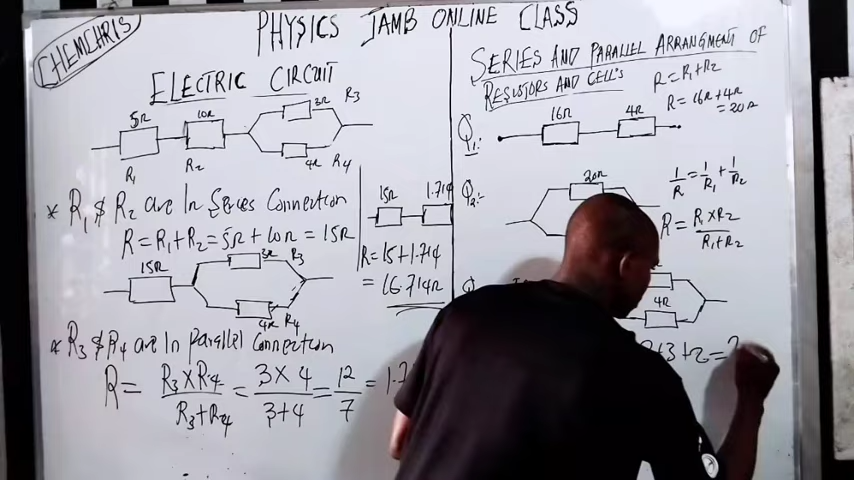 CHEMCHRIS
PHYSICS JAMB ONLINE CLASS
ELECTRIC CIRCUIT
5Ω 10Ω 3Ω R3
R1 R2 4Ω R4
* R1 $ R2 are In Series Connection
R = R1 + R2 = 5Ω + 10Ω = 15Ω
15Ω 3Ω R3
4Ω R4
* R3 $ R4 are In parallel Connection
R = R3 X R4 / R3 + R4 = 3 X 4 / 3 + 4 = 12 / 7 = 1.7
15Ω 1.714
R = 15 + 1.714
= 16.714Ω
SERIES AND PARALLEL ARRANGMENT OF
RESISTORS AND CELL'S
R = R1 + R2
R = 16Ω + 4Ω
= 20Ω
Q1:- 16Ω 4Ω
Q2:- 20Ω
1/R = 1/R1 + 1/R2
R = R1 X R2 / R1 + R2
4Ω
+3 + 2 =